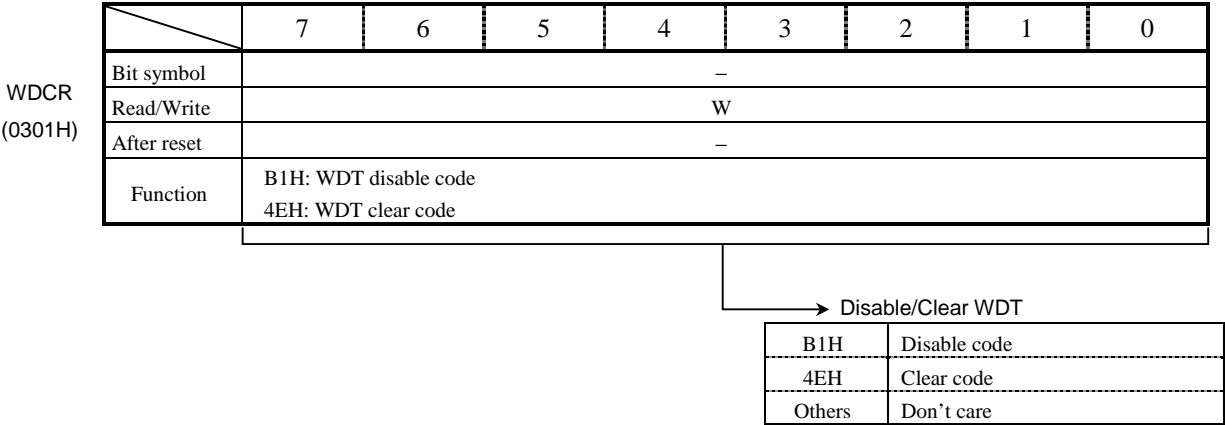 7 6 5 4 3 2 1 0
WDCR
(0301H)
Bit symbol –
Read/Write W
After reset –
Function B1H: WDT disable code
4EH: WDT clear code
Disable/Clear WDT
B1H Disable code
4EH Clear code
Others Don’t care